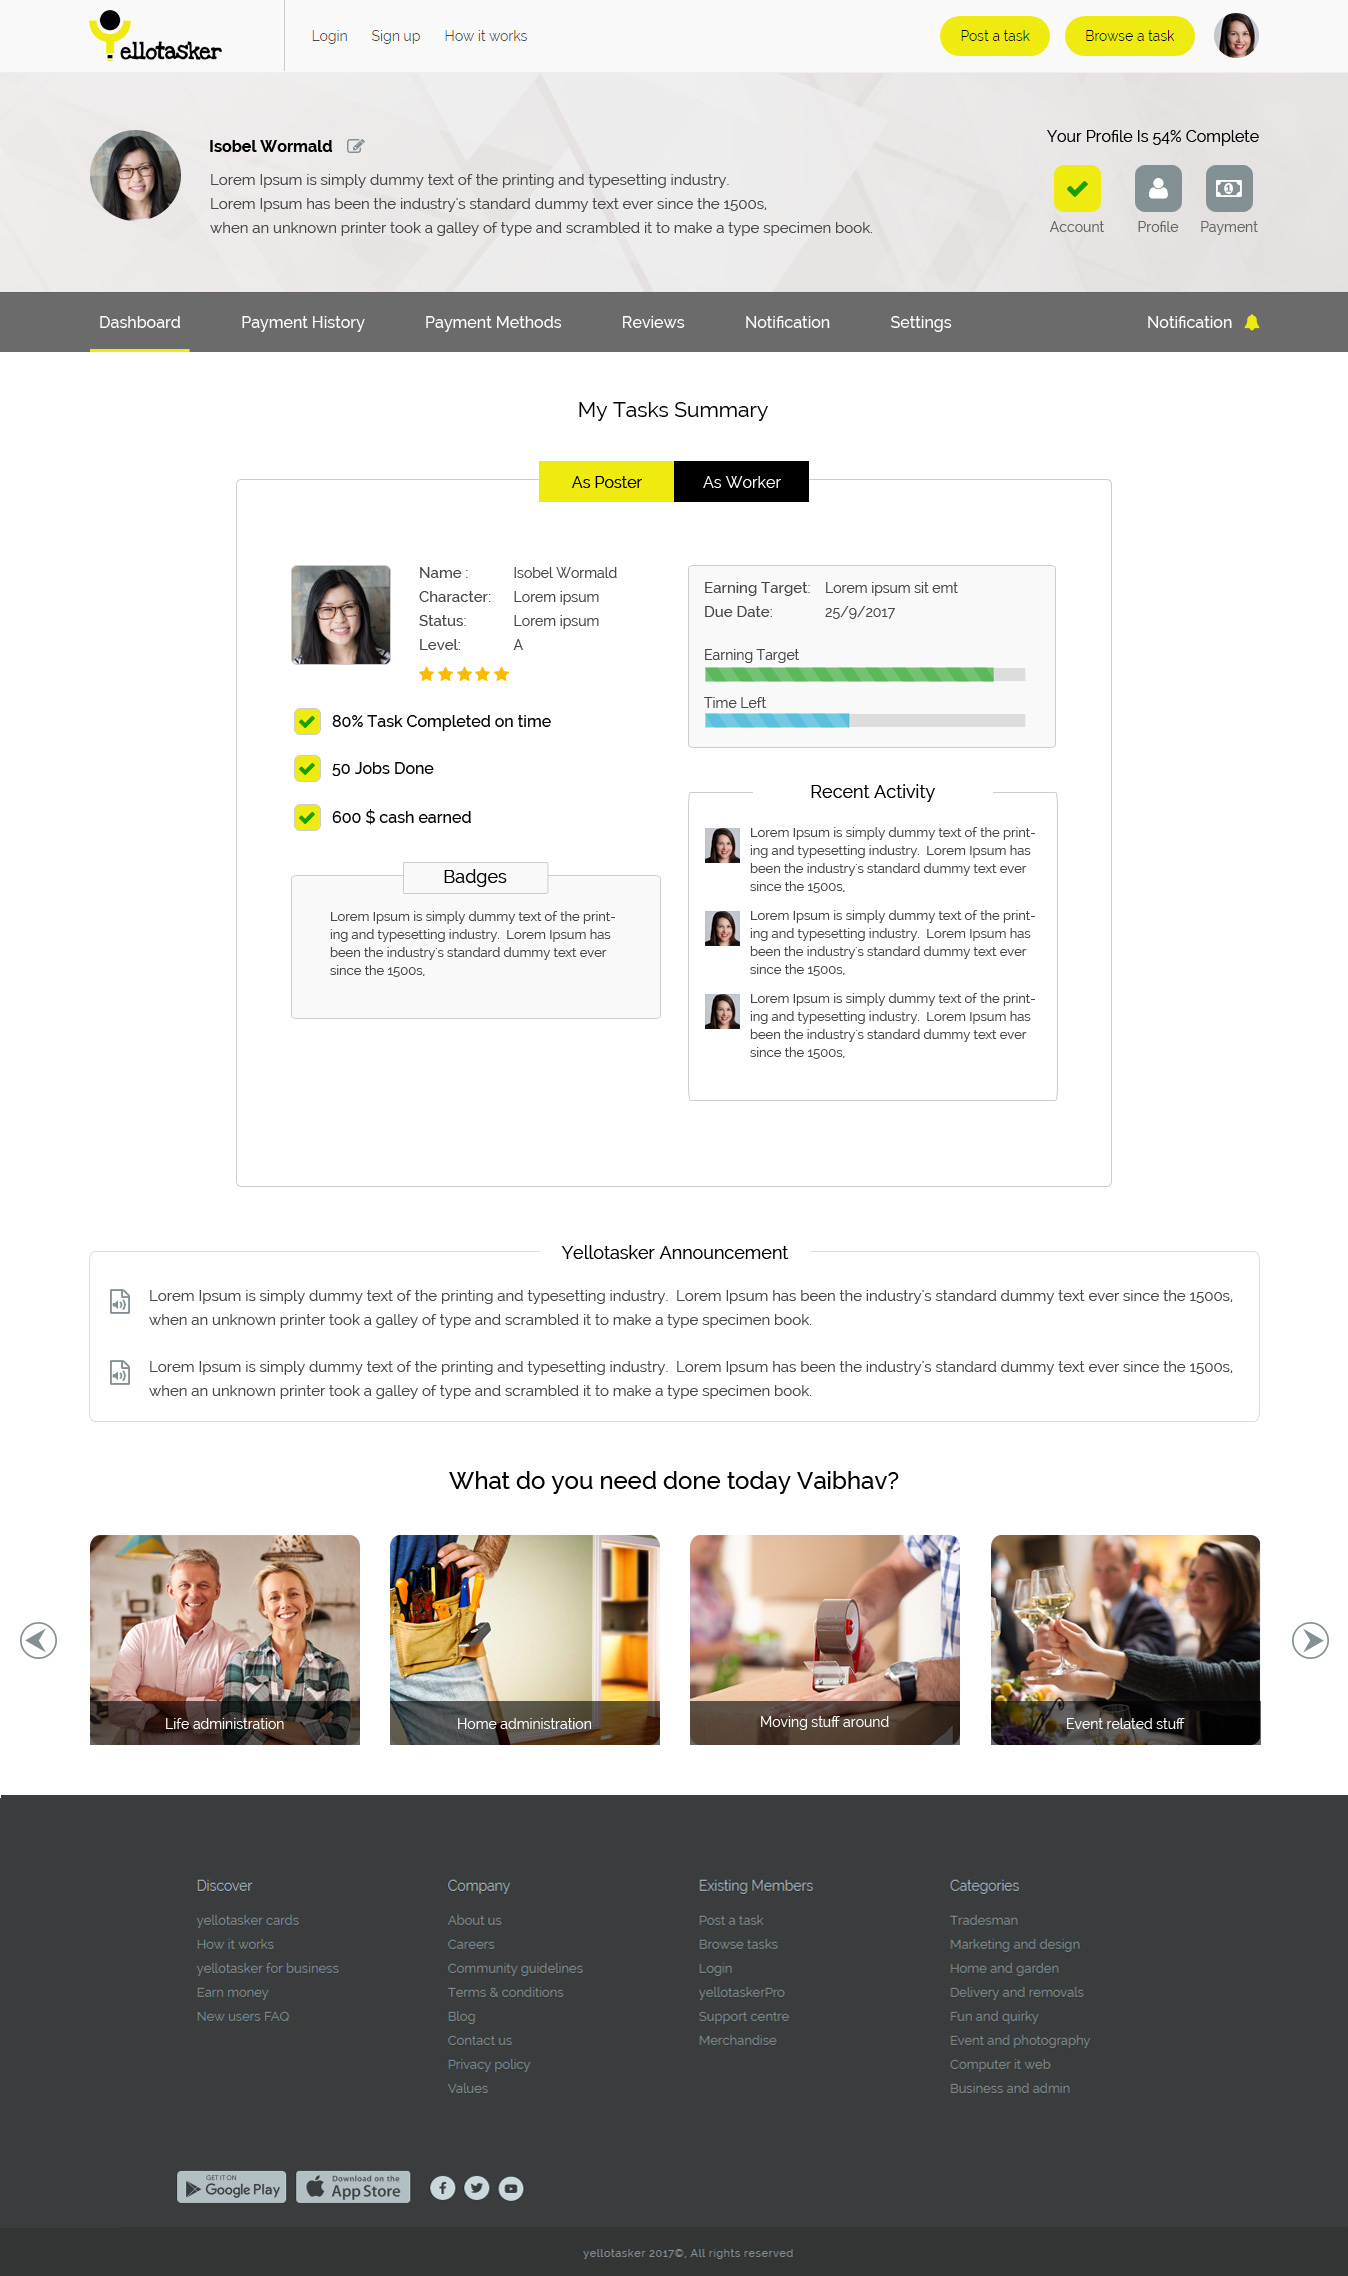 Yellotasker
Login
Sign up
How it works
Post a task
Browse a task
Isobel Wormald
Lorem Ipsum is simply dummy text of the printing and typesetting industry.
Lorem Ipsum has been the industry's standard dummy text ever since the 1500s,
when an unknown printer took a galley of type and scrambled it to make a type specimen book.
Your Profile Is 54% Complete
Account
Profile
Payment
Dashboard
Payment History
Payment Methods
Reviews
Notification
Settings
Notification
My Tasks Summary
As Poster
As Worker
Name : Isobel Wormald
Character: Lorem ipsum
Status: Lorem ipsum
Level: A
80% Task Completed on time
50 Jobs Done
600 $ cash earned
Badges
Lorem Ipsum is simply dummy text of the print-
ing and typesetting industry. Lorem Ipsum has
been the industry's standard dummy text ever
since the 1500s,
Earning Target: Lorem ipsum sit emt
Due Date: 25/9/2017
Earning Target
Time Left
Recent Activity
Lorem Ipsum is simply dummy text of the print-
ing and typesetting industry. Lorem Ipsum has
been the industry's standard dummy text ever
since the 1500s,
Lorem Ipsum is simply dummy text of the print-
ing and typesetting industry. Lorem Ipsum has
been the industry's standard dummy text ever
since the 1500s,
Lorem Ipsum is simply dummy text of the print-
ing and typesetting industry. Lorem Ipsum has
been the industry's standard dummy text ever
since the 1500s,
Yellotasker Announcement
Lorem Ipsum is simply dummy text of the printing and typesetting industry. Lorem Ipsum has been the industry's standard dummy text ever since the 1500s,
when an unknown printer took a galley of type and scrambled it to make a type specimen book.
Lorem Ipsum is simply dummy text of the printing and typesetting industry. Lorem Ipsum has been the industry's standard dummy text ever since the 1500s,
when an unknown printer took a galley of type and scrambled it to make a type specimen book.
What do you need done today Vaibhav?
Life administration
Home administration
Moving stuff around
Event related stuff
Discover
yellotasker cards
How it works
yellotasker for business
Earn money
New users FAQ
Company
About us
Careers
Community guidelines
Terms & conditions
Blog
Contact us
Privacy policy
Values
Existing Members
Post a task
Browse tasks
Login
yellotaskerPro
Support centre
Merchandise
Categories
Tradesman
Marketing and design
Home and garden
Delivery and removals
Fun and quirky
Event and photography
Computer it web
Business and admin
GET IT ON
Google Play
Download on the
App Store
yellotasker 2017©, All rights reserved